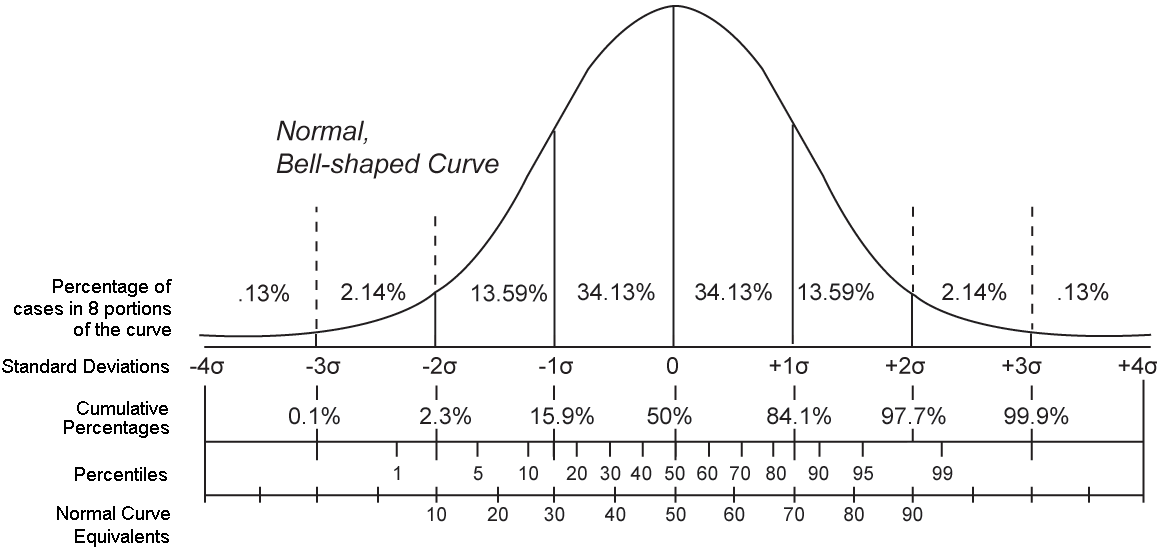 Normal,
Bell-shaped Curve
Percentage of
cases in 8 portions
of the curve
.13% 2.14% 13.59% 34.13% 34.13% 13.59% 2.14% .13%
Standard Deviations -4σ -3σ -2σ -1σ 0 +1σ +2σ +3σ +4σ
Cumulative
Percentages
0.1% 2.3% 15.9% 50% 84.1% 97.7% 99.9%
Percentiles 1 5 10 20 30 40 50 60 70 80 90 95 99
Normal Curve
Equivalents
10 20 30 40 50 60 70 80 90